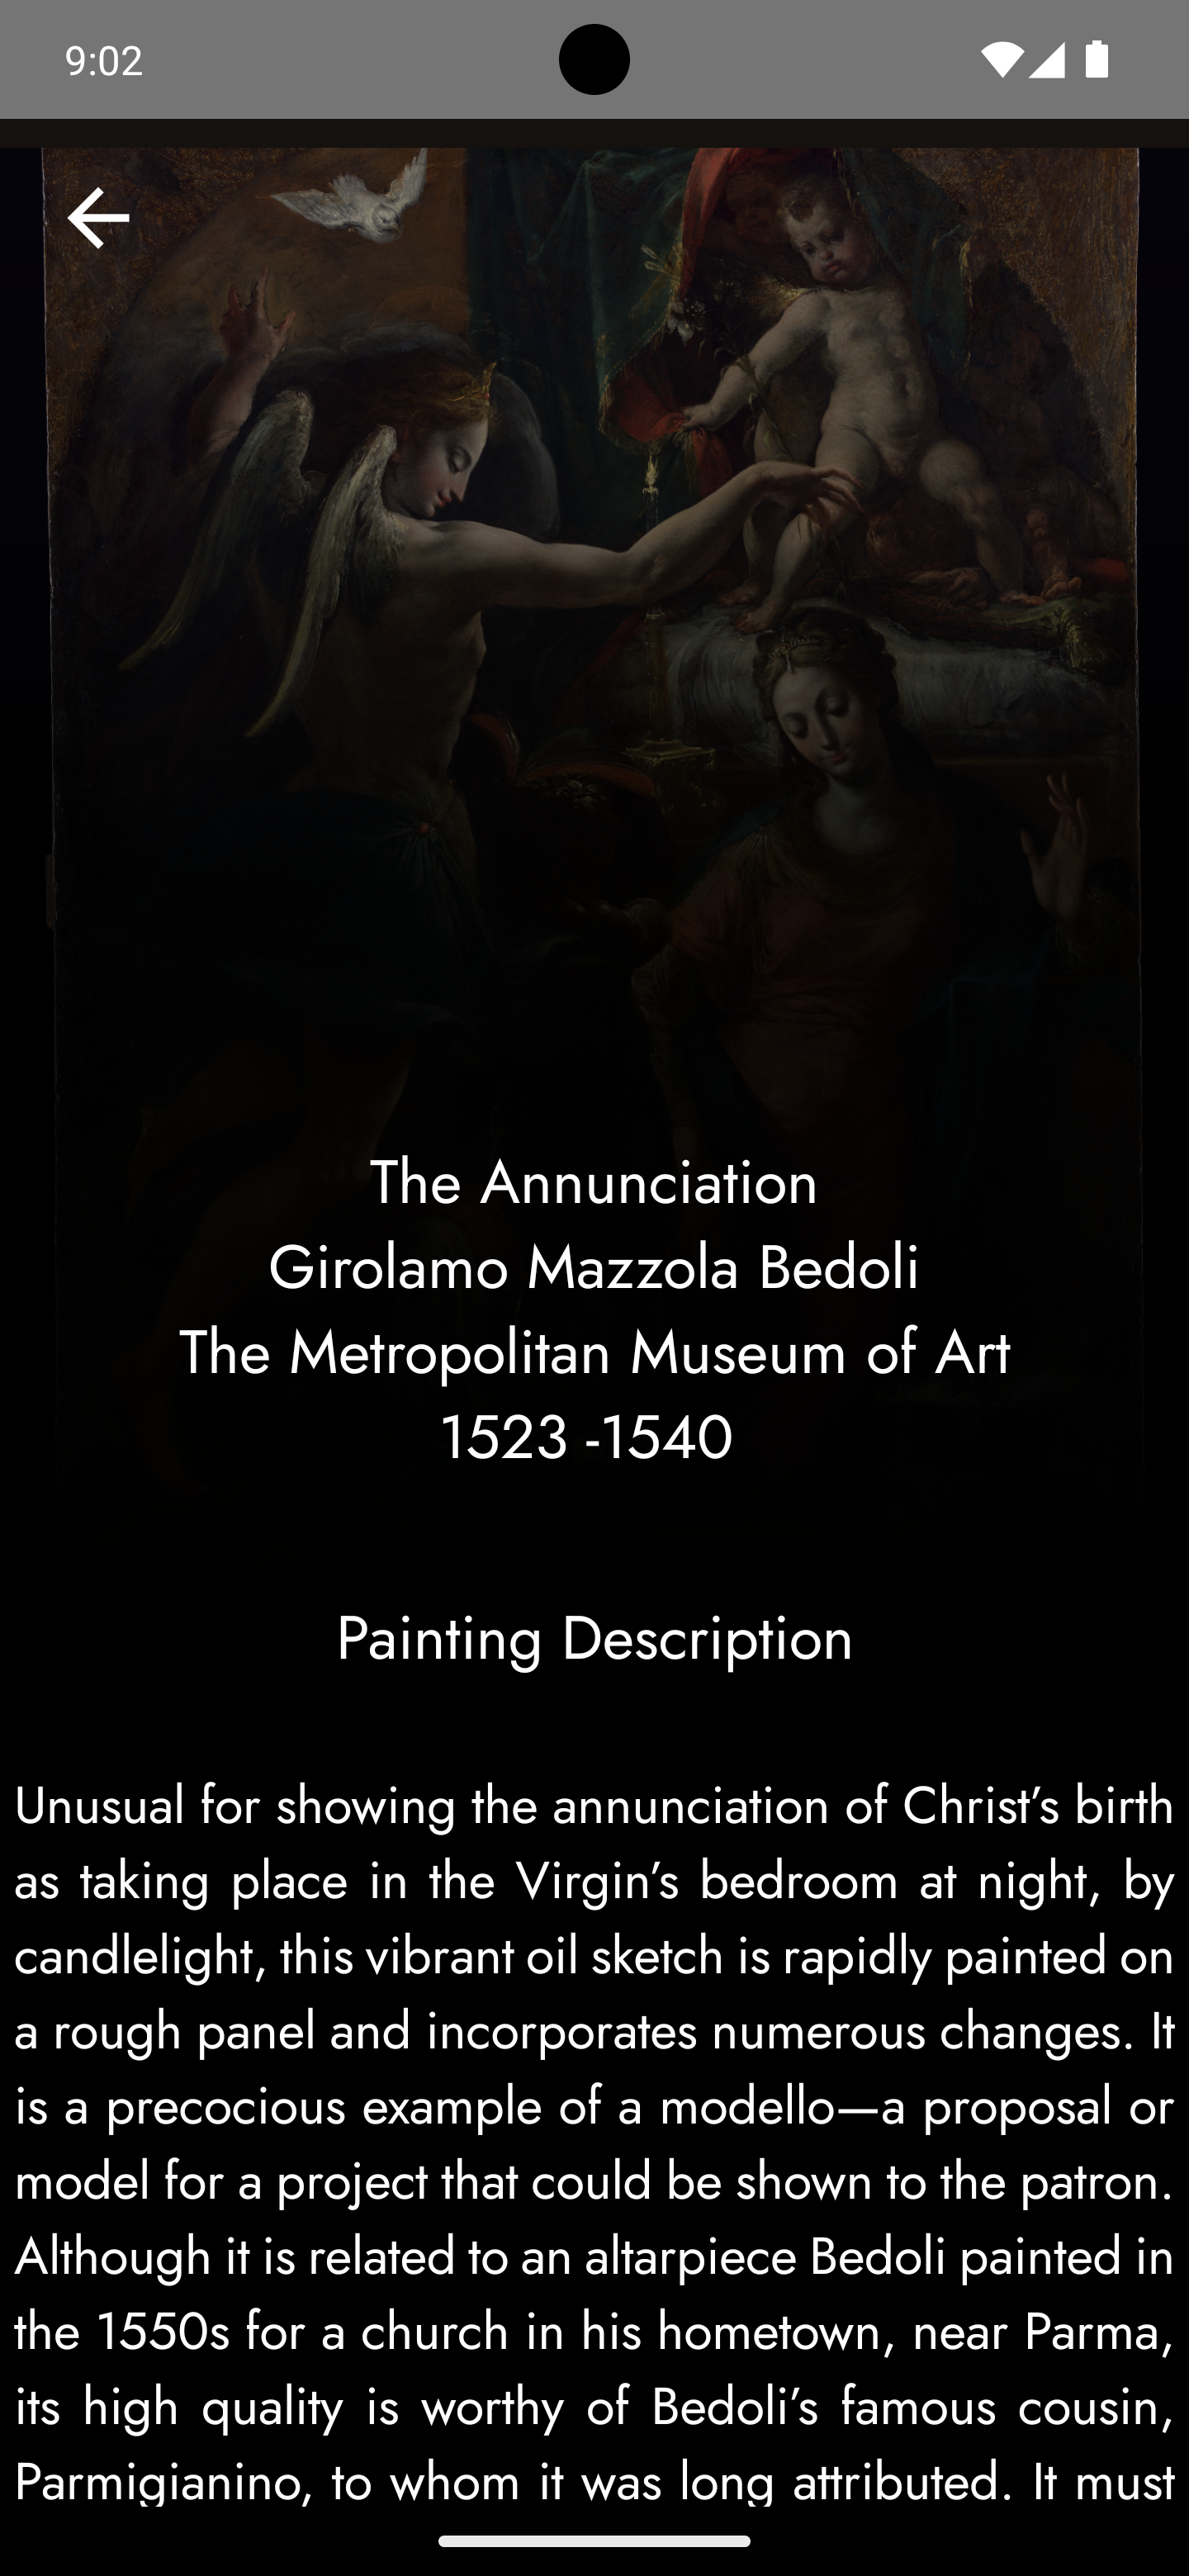 9:02
The Annunciation
Girolamo Mazzola Bedoli
The Metropolitan Museum of Art
1523 -1540
Painting Description
Unusual for showing the annunciation of Christ’s birth
as taking place in the Virgin’s bedroom at night, by
candlelight, this vibrant oil sketch is rapidly painted on
a rough panel and incorporates numerous changes. It
is a precocious example of a modello—a proposal or
model for a project that could be shown to the patron.
Although it is related to an altarpiece Bedoli painted in
the 1550s for a church in his hometown, near Parma,
its high quality is worthy of Bedoli’s famous cousin,
Parmigianino, to whom it was long attributed. It must